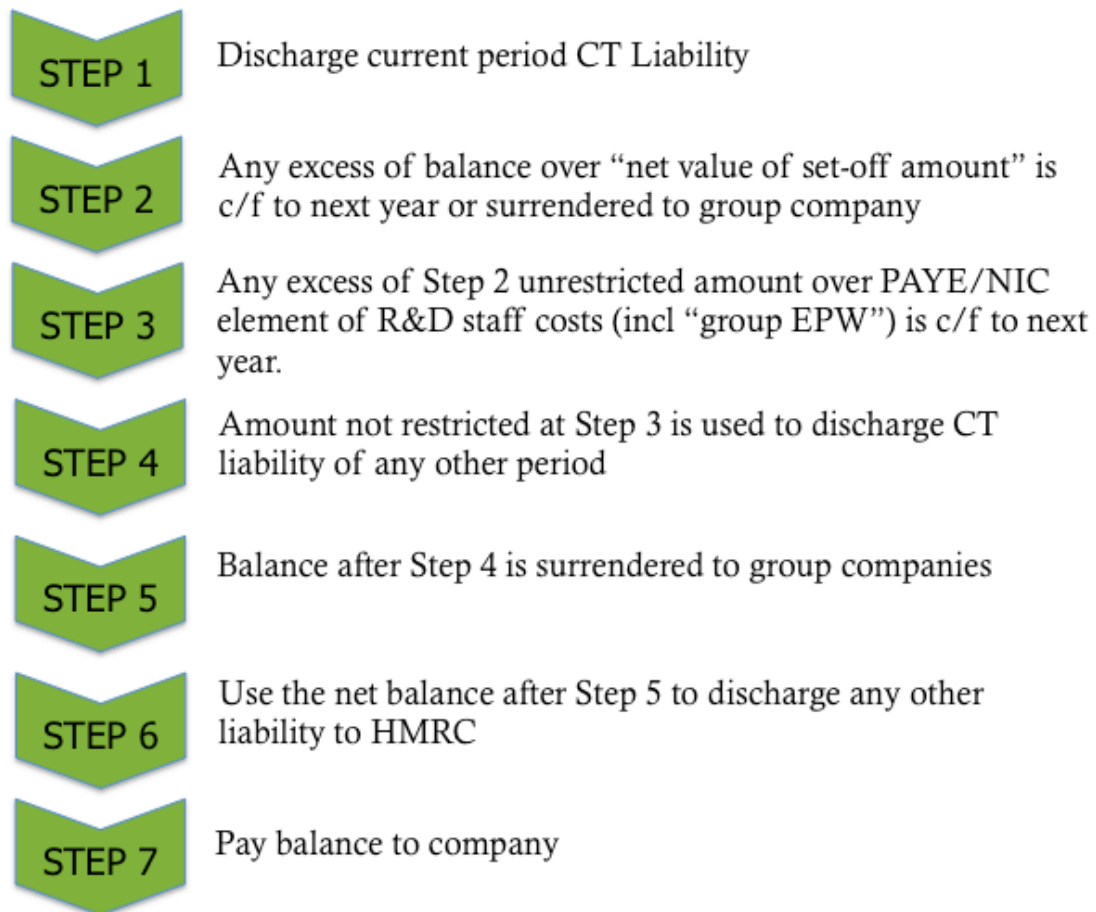 STEP 1
Discharge current period CT Liability
STEP 2
Any excess of balance over “net value of set-off amount” is
c/f to next year or surrendered to group company
STEP 3
Any excess of Step 2 unrestricted amount over PAYE/NIC
element of R&D staff costs (incl “group EPW”) is c/f to next
year.
STEP 4
Amount not restricted at Step 3 is used to discharge CT
liability of any other period
STEP 5
Balance after Step 4 is surrendered to group companies
STEP 6
Use the net balance after Step 5 to discharge any other
liability to HMRC
STEP 7
Pay balance to company